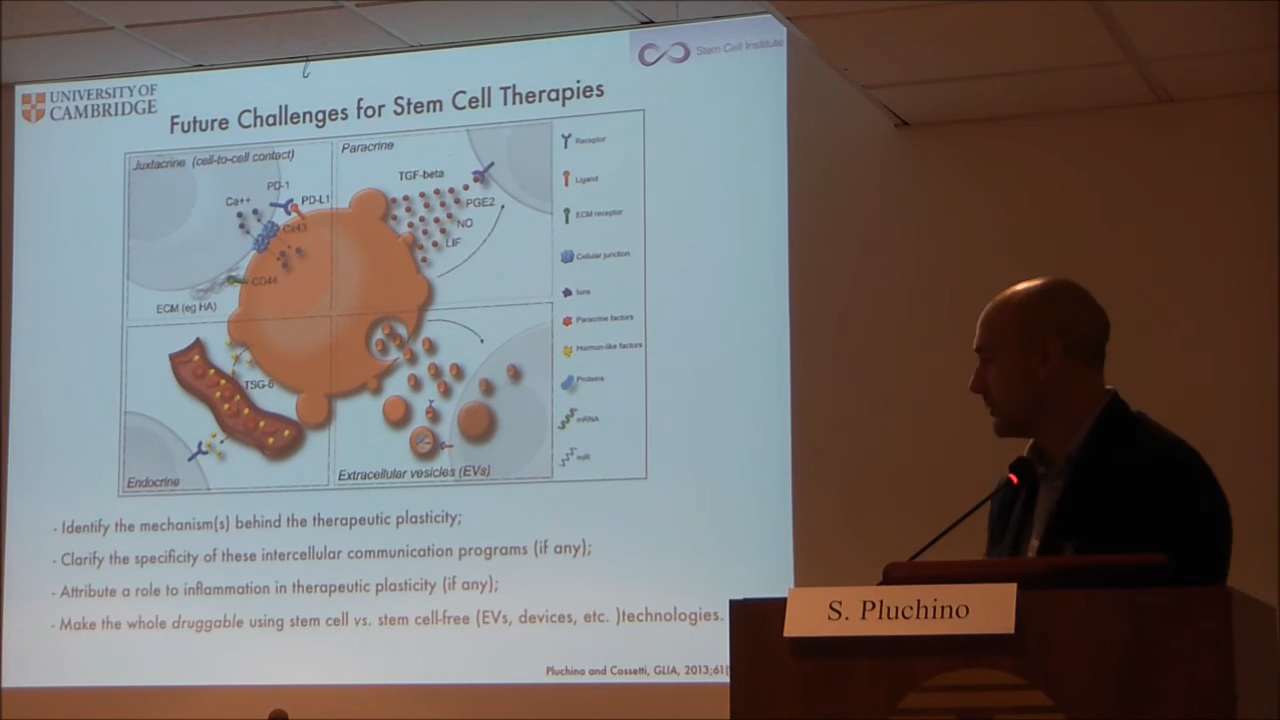 UNIVERSITY OF
CAMBRIDGE
Stem Cell Institute
Future Challenges for Stem Cell Therapies
Juxtacrine (cell-to-cell contact)
PD-1
Ca++
PD-L1
Cx43
CD44
ECM (eg HA)
Paracrine
TGF-beta
PGE2
NO
LIF
TSG-6
Endocrine
Extracellular vesicles (EVs)
Receptor
Ligand
ECM receptor
Cellular junction
Ions
Paracrine factors
Hormon-like factors
Proteins
mRNA
miR
- Identify the mechanism(s) behind the therapeutic plasticity;
- Clarify the specificity of these intercellular communication programs (if any);
- Attribute a role to inflammation in therapeutic plasticity (if any);
- Make the whole druggable using stem cell vs. stem cell-free (EVs, devices, etc. )technologies.
Pluchino and Cossetti, GLIA, 2013;61(
S. Pluchino